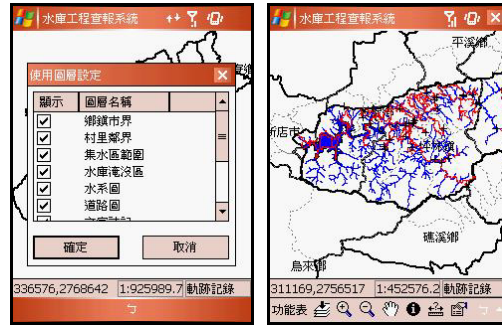 水庫工程查報系統
使用圖層設定
顯示 圖層名稱
鄉鎮市界
村里鄰界
集水區範圍
水庫淹沒區
水系圖
道路圖
確定 取消
336576,2768642 1:925989.7 軌跡記錄
水庫工程查報系統
平溪鄉
新店市
坪林鄉
礁溪鄉
烏來鄉
311169,2756517 1:452576.2 軌跡記錄
功能表